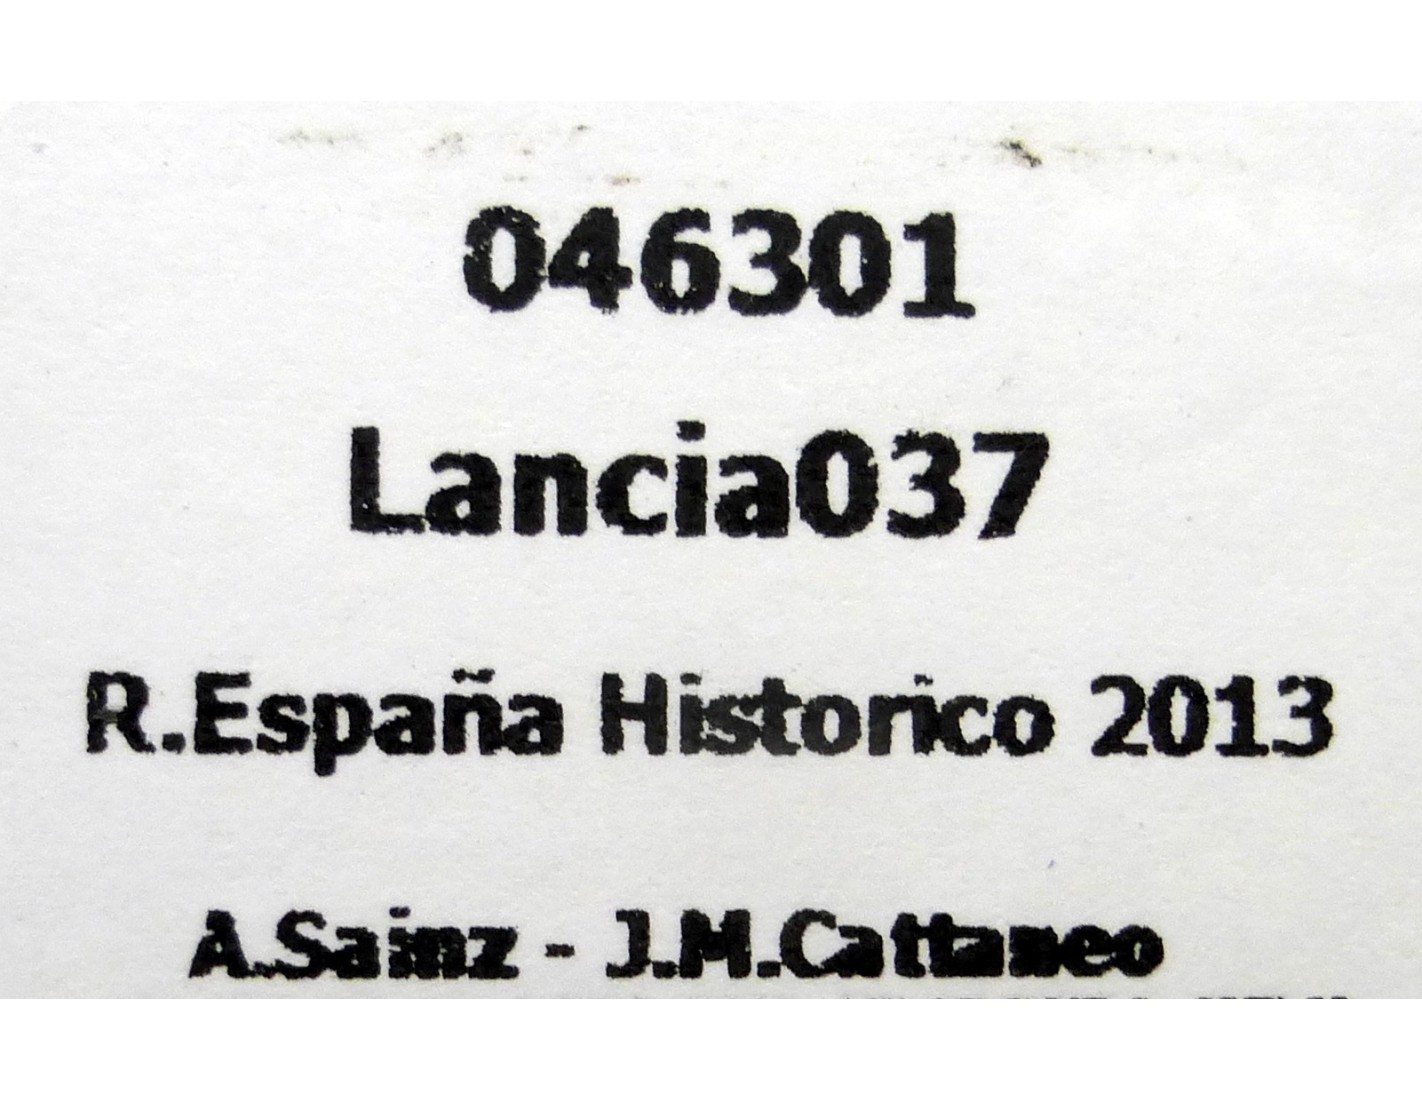 046301
Lancia037
R.España Historico 2013
A.Sainz - J.M.Cattaneo